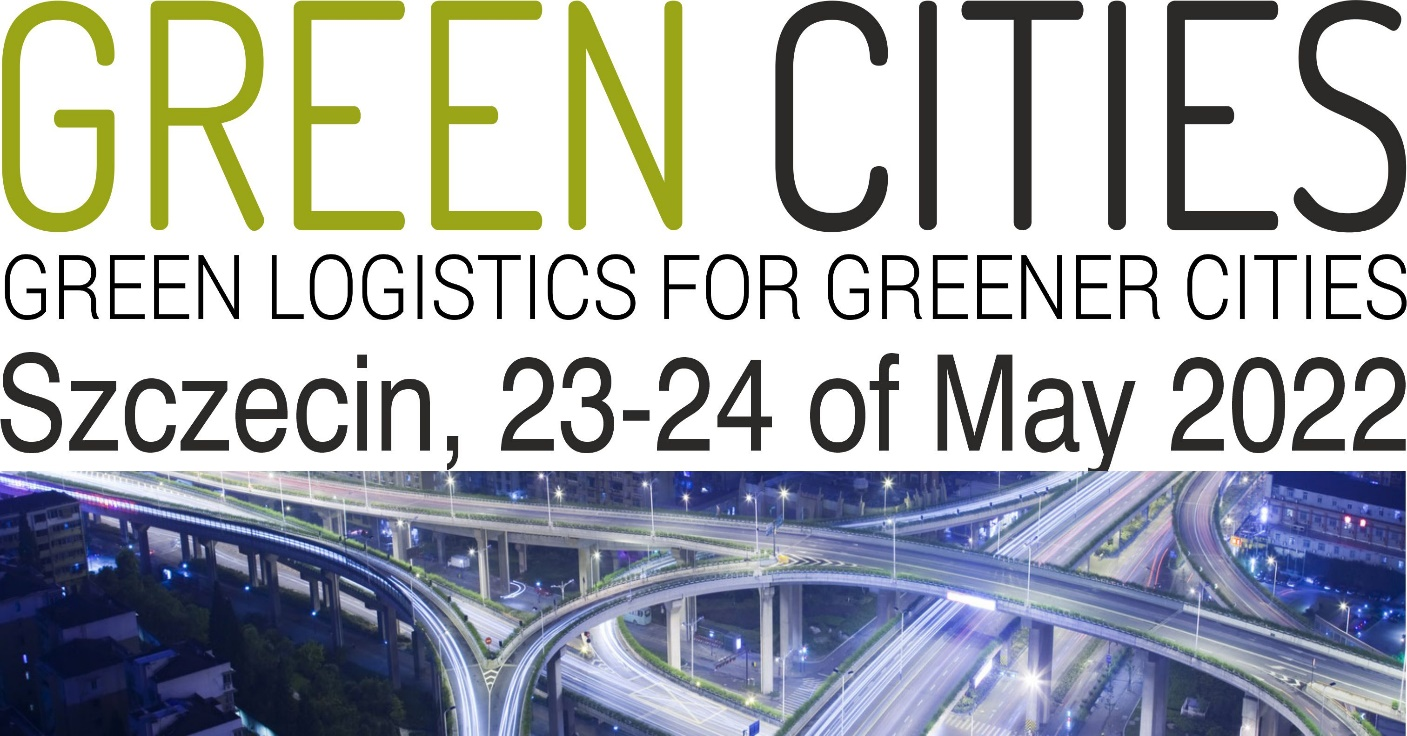 GREEN CITIES
GREEN LOGISTICS FOR GREENER CITIES
Szczecin, 23-24 of May 2022